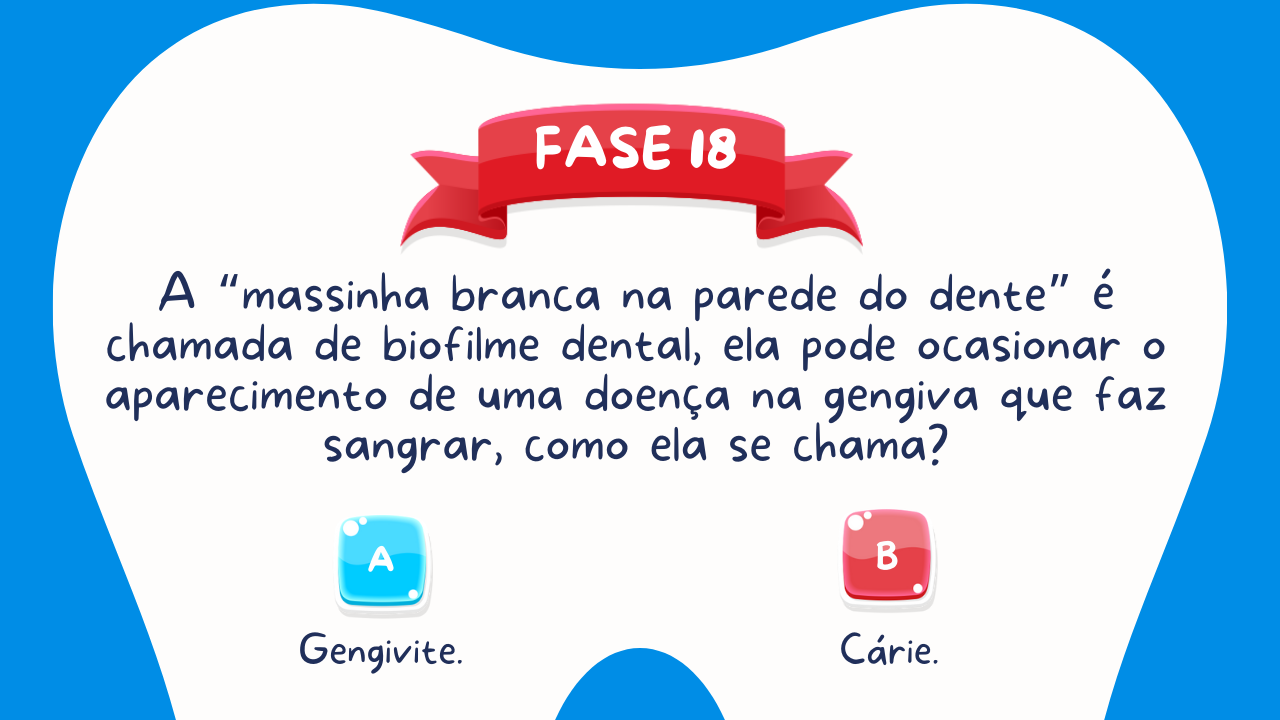 FASE 18
A “massinha branca na parede do dente” é
chamada de biofilme dental, ela pode ocasionar o
aparecimento de uma doença na gengiva que faz
sangrar, como ela se chama?
A
B
Gengivite.
Cárie.